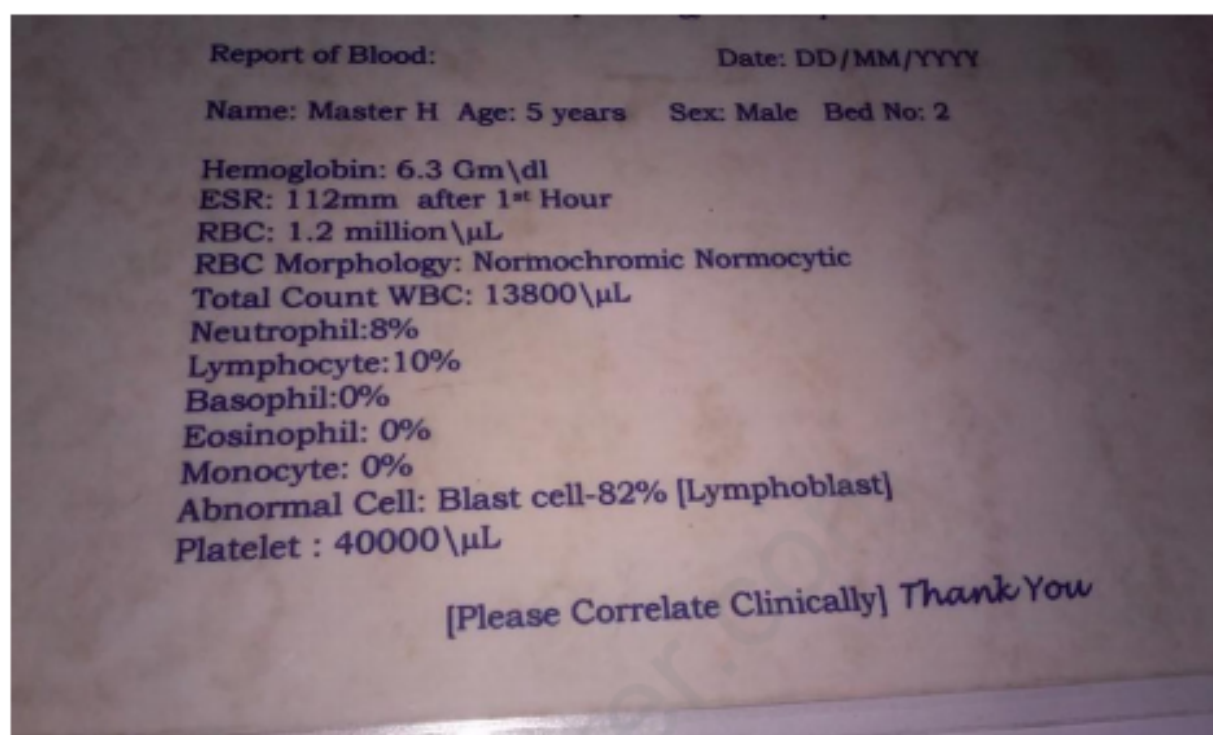 Report of Blood: Date: DD/MM/YYYY
Name: Master H Age: 5 years Sex: Male Bed No: 2
Hemoglobin: 6.3 Gm\dl
ESR: 112mm after 1st Hour
RBC: 1.2 million\µL
RBC Morphology: Normochromic Normocytic
Total Count WBC: 13800\µL
Neutrophil:8%
Lymphocyte:10%
Basophil:0%
Eosinophil: 0%
Monocyte: 0%
Abnormal Cell: Blast cell-82% [Lymphoblast]
Platelet : 40000\µL
[Please Correlate Clinically] Thank You